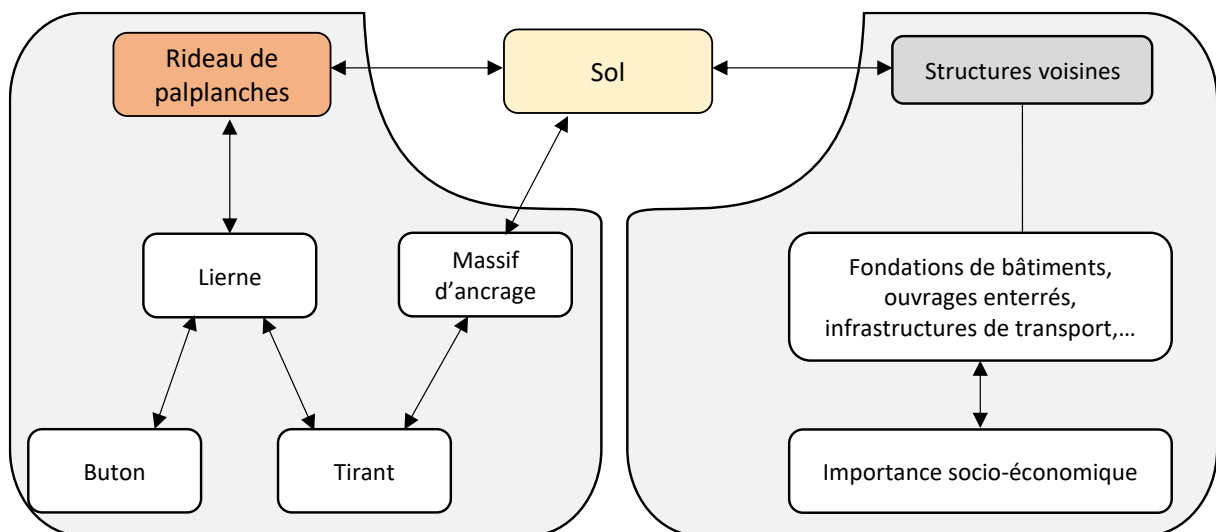 Rideau de
palplanches
Sol
Structures voisines
Lierne
Massif
d’ancrage
Fondations de bâtiments,
ouvrages enterrés,
infrastructures de transport,…
Buton
Tirant
Importance socio-économique